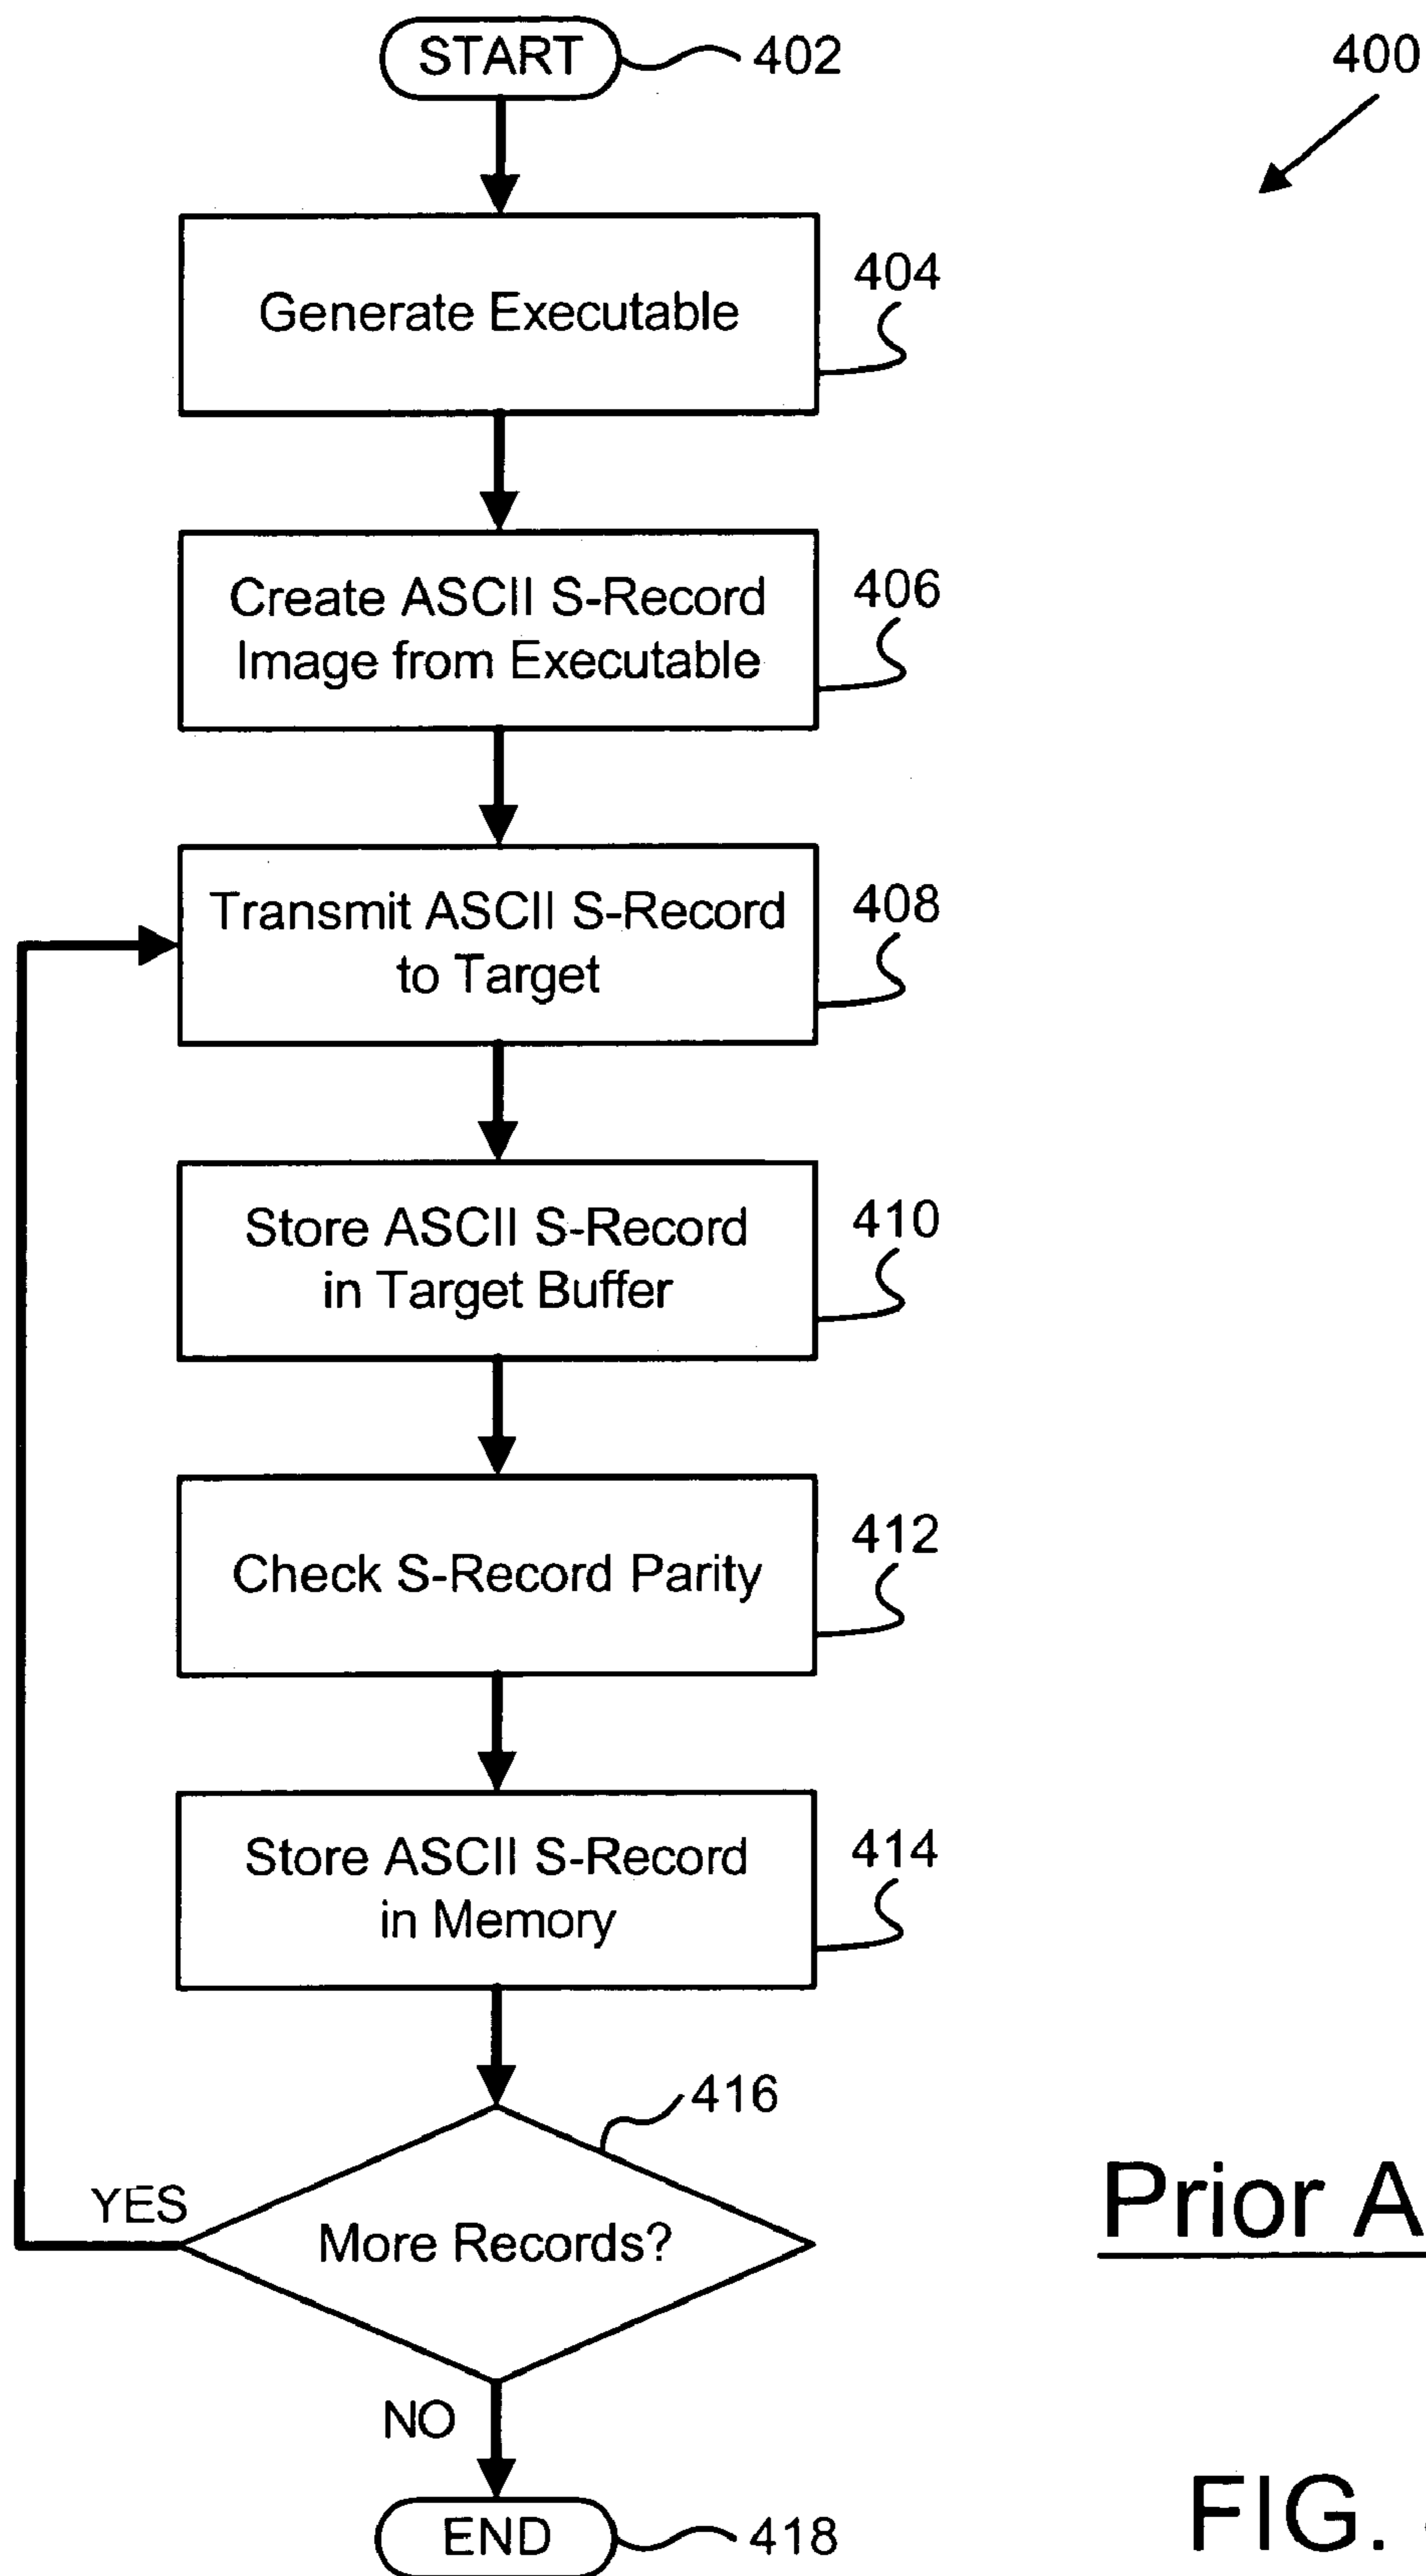 START
402
400
Generate Executable
404
Create ASCII S-Record
Image from Executable
406
Transmit ASCII S-Record
to Target
408
Store ASCII S-Record
in Target Buffer
410
Check S-Record Parity
412
Store ASCII S-Record
in Memory
414
416
More Records?
YES
NO
END
418
Prior A
FIG.